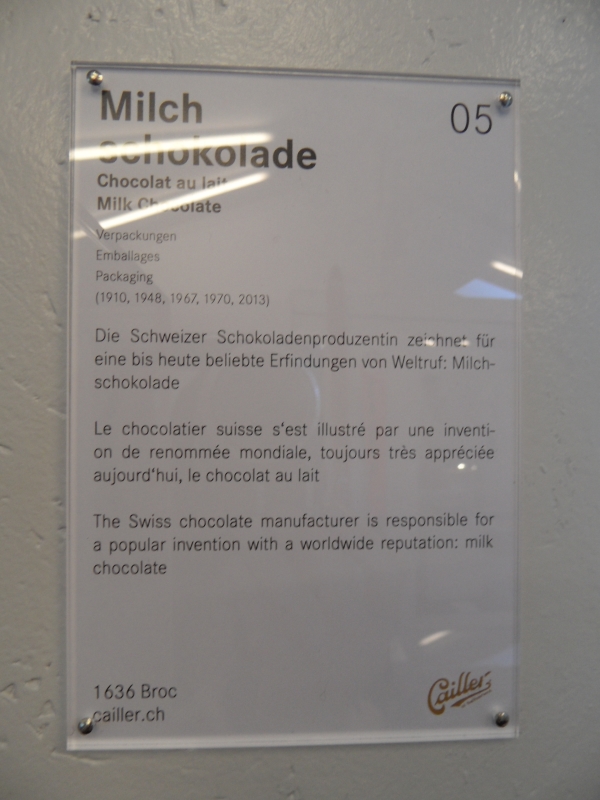 Milch
05
schokolade
Chocolat au lait
Milk Chocolate
Verpackungen
Emballages
Packaging
(1910, 1948, 1967, 1970, 2013)
Die Schweizer Schokoladenproduzentin zeichnet für
eine bis heute beliebte Erfindungen von Weltruf: Milch-
schokolade
Le chocolatier suisse s‘est illustré par une inventi-
on de renommée mondiale, toujours très appréciée
aujourd‘hui, le chocolat au lait
The Swiss chocolate manufacturer is responsible for
a popular invention with a worldwide reputation: milk
chocolate
1636 Broc
cailler.ch
Cailler